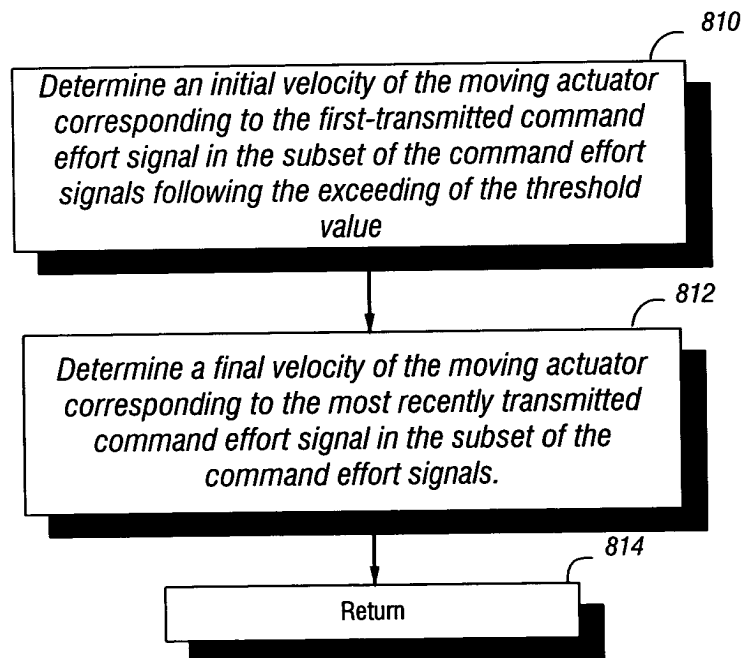 810
Determine an initial velocity of the moving actuator
corresponding to the first-transmitted command
effort signal in the subset of the command effort
signals following the exceeding of the threshold
value
812
Determine a final velocity of the moving actuator
corresponding to the most recently transmitted
command effort signal in the subset of the
command effort signals.
814
Return